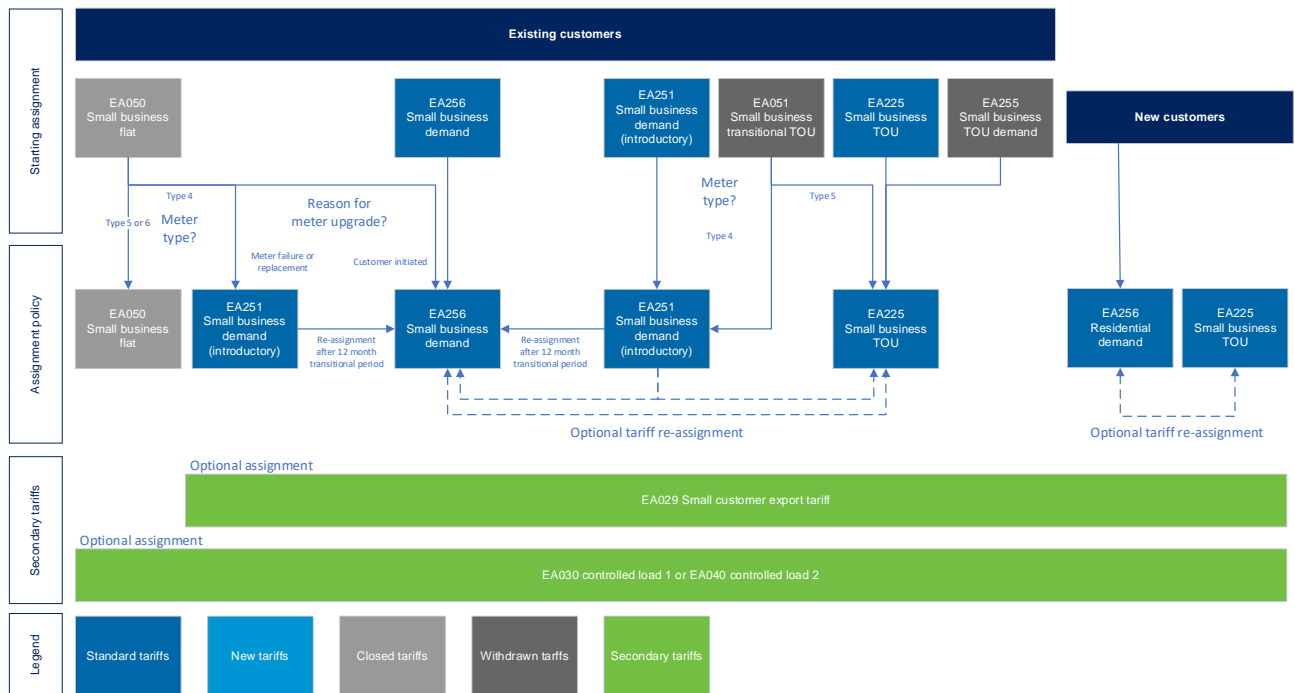 Existing customers
Starting assignment
EA050
Small business
flat
EA256
Small business
demand
EA251
Small business
demand
(introductory)
EA051
Small business
transitional TOU
EA225
Small business
TOU
EA255
Small business
TOU demand
New customers
Type 4
Type 5 or 6
Meter
type?
Reason for
meter upgrade?
Meter failure or
replacement
Customer initiated
Meter
type?
Type 5
Type 4
Assignment policy
EA050
Small business
flat
EA251
Small business
demand
(introductory)
Re-assignment
after 12 month
transitional period
EA256
Small business
demand
Re-assignment
after 12 month
transitional period
EA251
Small business
demand
(introductory)
EA225
Small business
TOU
EA256
Residential
demand
EA225
Small business
TOU
Optional tariff re-assignment
Optional tariff re-assignment
Secondary tariffs
Optional assignment
EA029 Small customer export tariff
Optional assignment
EA030 controlled load 1 or EA040 controlled load 2
Legend
Standard tariffs
New tariffs
Closed tariffs
Withdrawn tarffs
Secondary tariffs